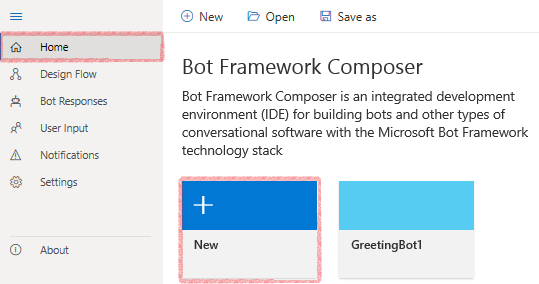 New
Open
Save as
Home
Design Flow
Bot Responses
User Input
Notifications
Settings
About
Bot Framework Composer
Bot Framework Composer is an integrated development
environment (IDE) for building bots and other types of
conversational software with the Microsoft Bot Framework
technology stack
New
GreetingBot1